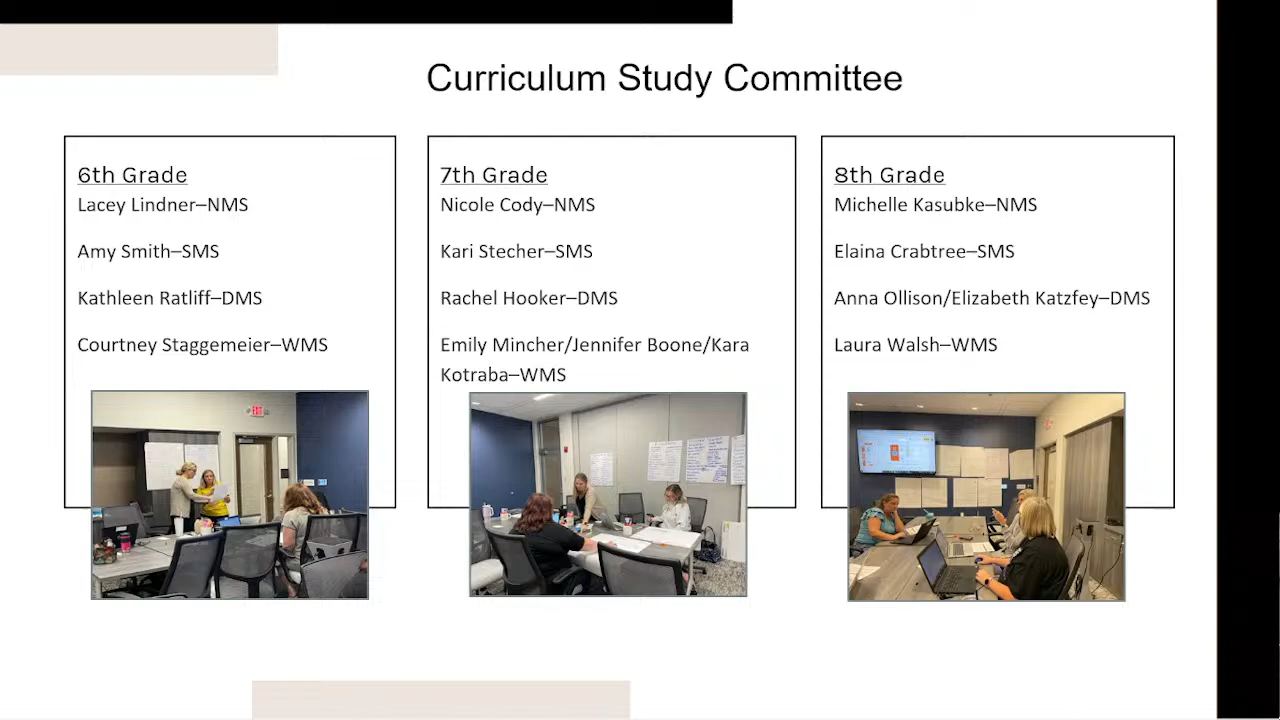 Curriculum Study Committee
6th Grade
Lacey Lindner–NMS
Amy Smith–SMS
Kathleen Ratliff–DMS
Courtney Staggemeier–WMS
7th Grade
Nicole Cody–NMS
Kari Stecher–SMS
Rachel Hooker–DMS
Emily Mincher/Jennifer Boone/Kara
Kotraba–WMS
8th Grade
Michelle Kasubke–NMS
Elaina Crabtree–SMS
Anna Ollison/Elizabeth Katzfey–DMS
Laura Walsh–WMS